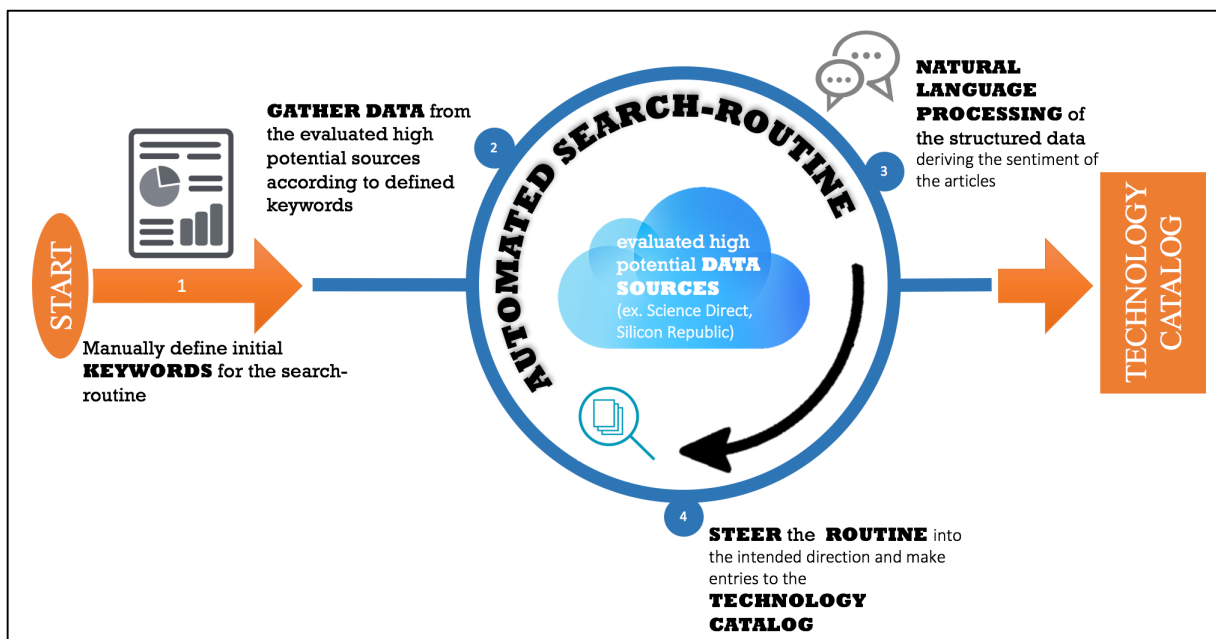 START
1
Manually define initial
KEYWORDS for the search-
routine
GATHER DATA from
the evaluated high
potential sources
according to defined
keywords
2
AUTOMATED SEARCH-ROUTINE
evaluated high
potential DATA
SOURCES
(ex. Science Direct,
Silicon Republic)
3
NATURAL
LANGUAGE
PROCESSING of
the structured data
deriving the sentiment of
the articles
4
STEER the ROUTINE into
the intended direction and make
entries to the
TECHNOLOGY
CATALOG
TECHNOLOGY
CATALOG